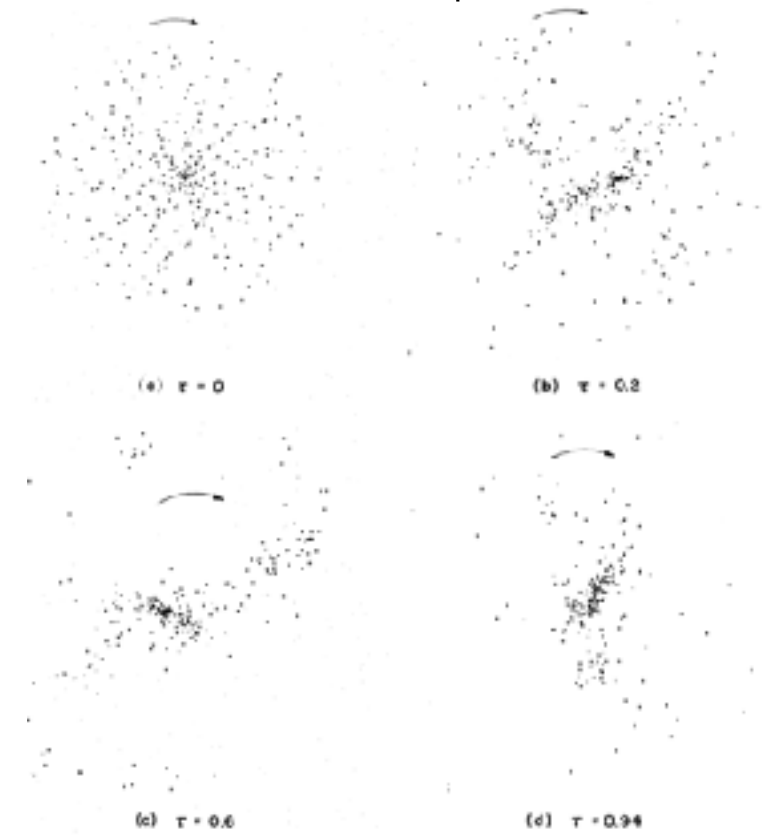 (a) τ = 0
(b) τ = 0.2
(c) τ = 0.6
(d) τ = 0.94